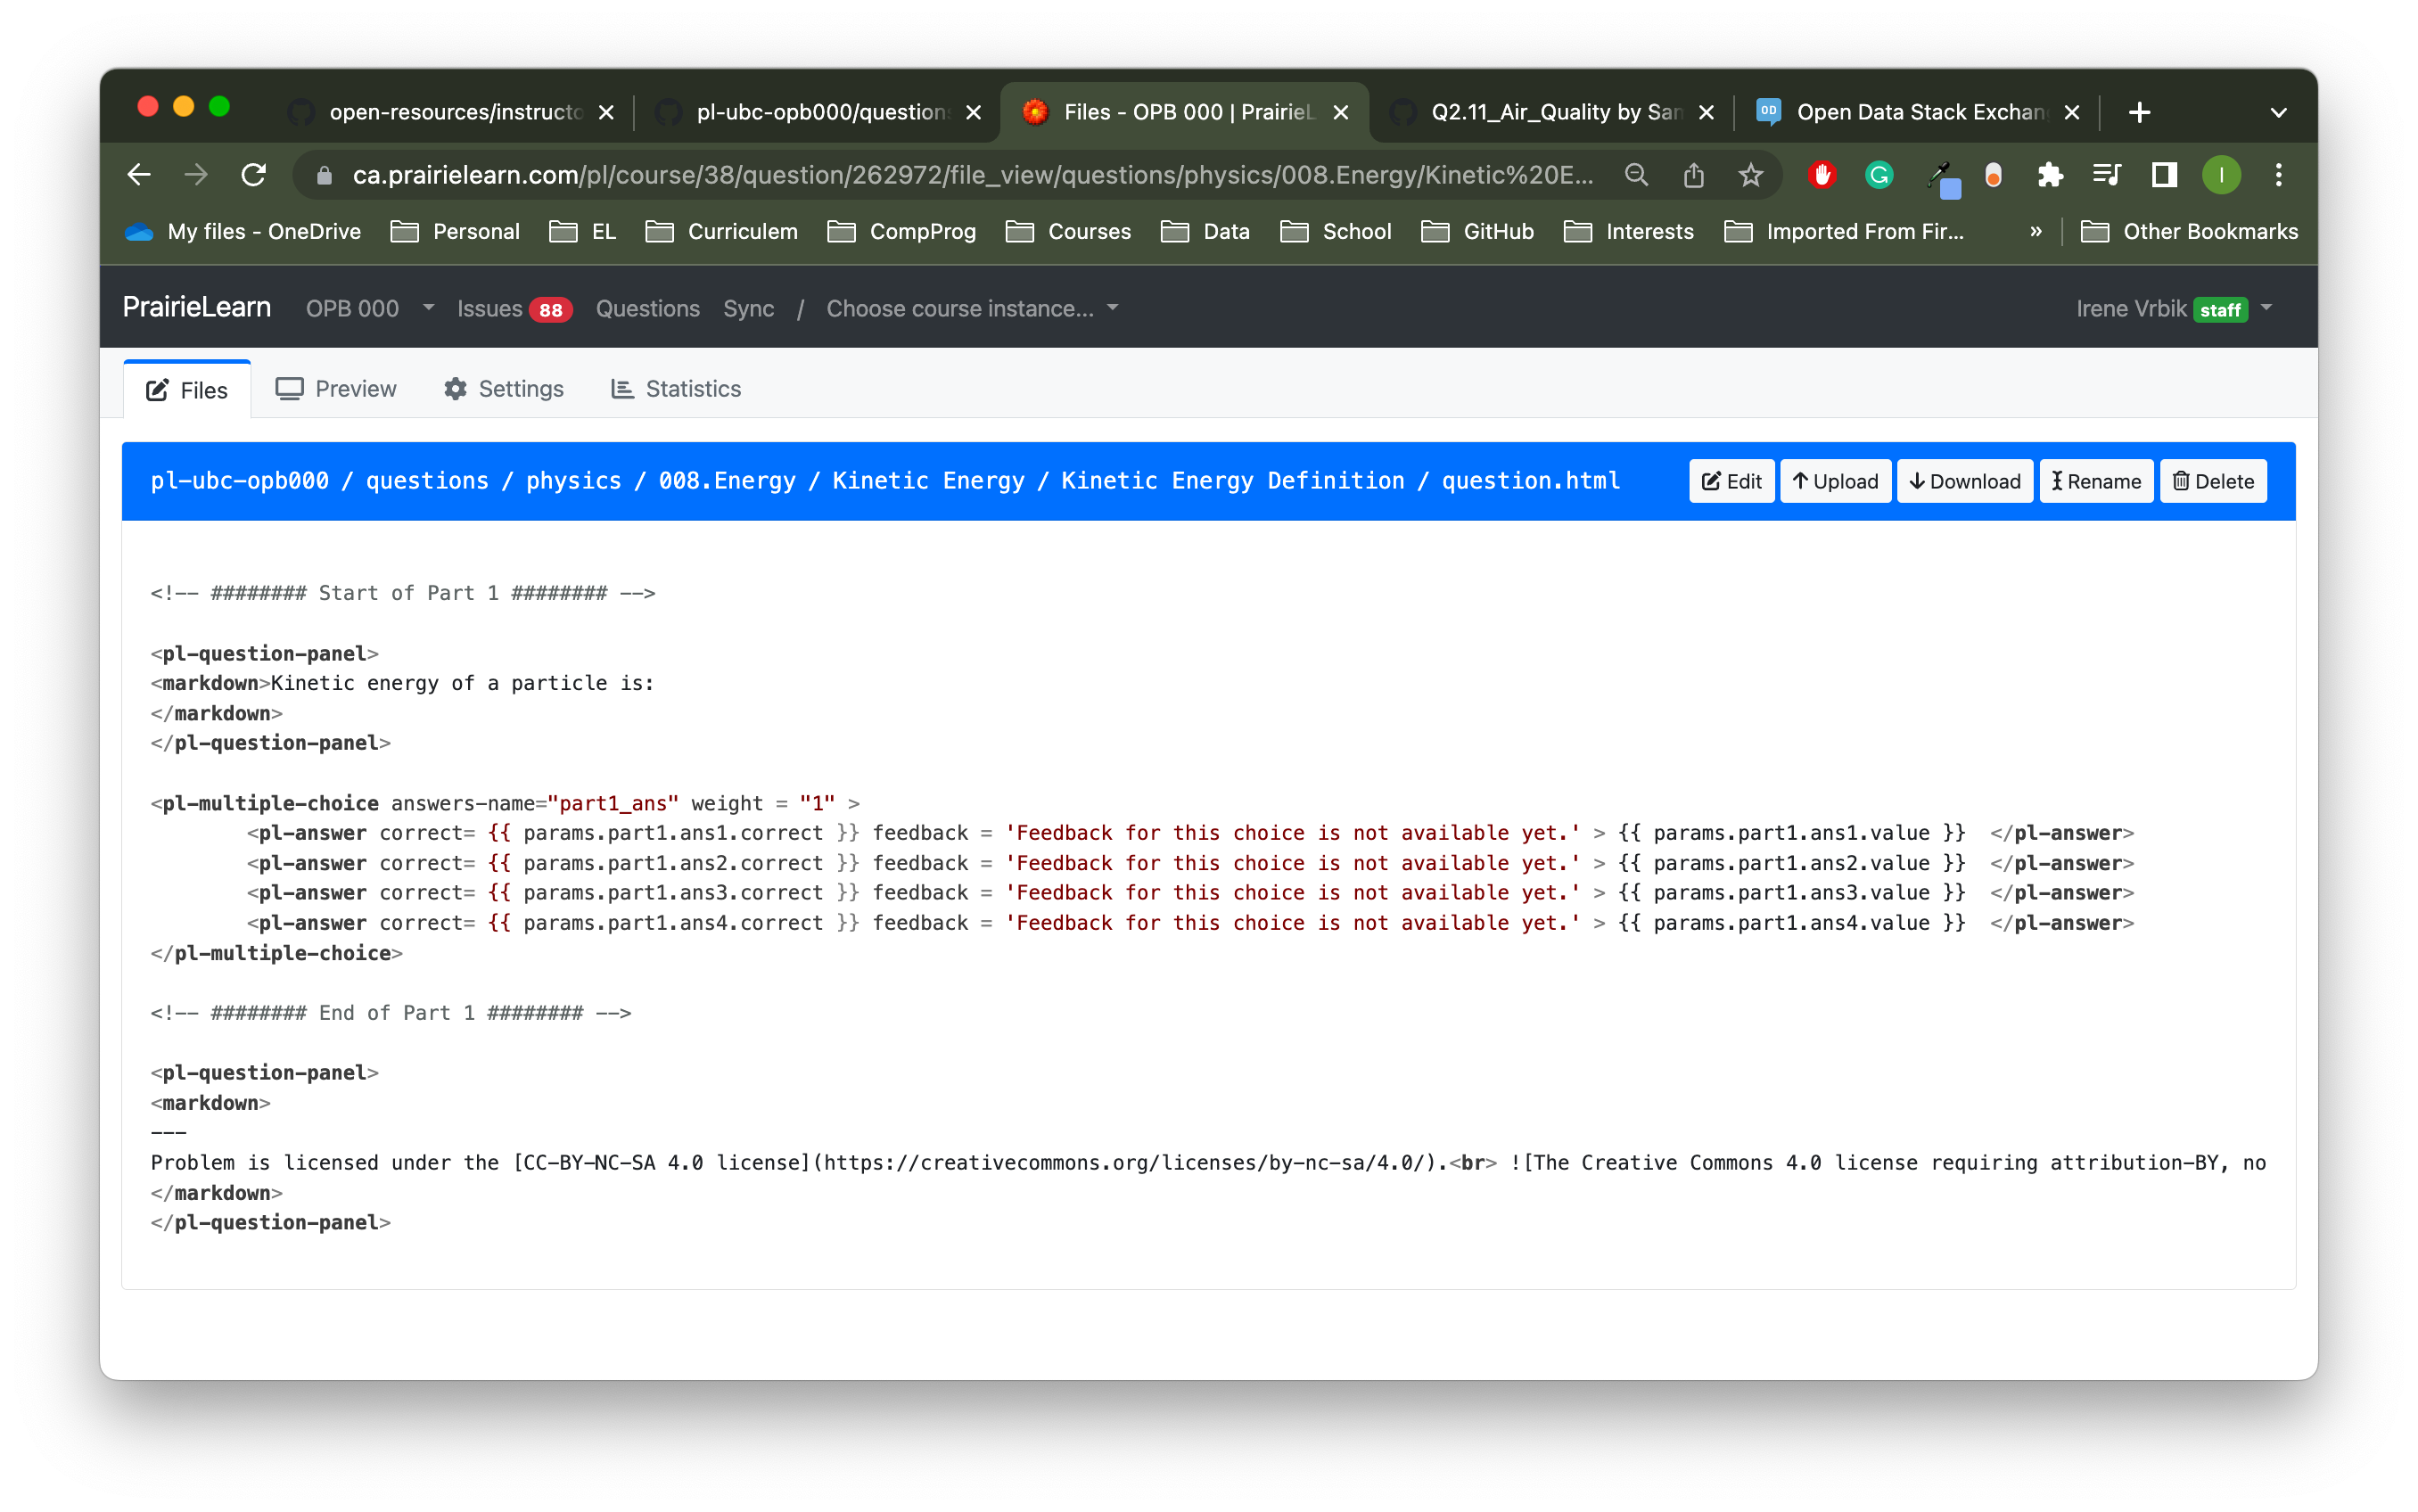 open-resources/instructo
pl-ubc-opb000/question
Files - OPB 000 | PrairieL
Q2.11_Air_Quality by San
OD Open Data Stack Exchan
ca.prairielearn.com/pl/course/38/question/262972/file_view/questions/physics/008.Energy/Kinetic%20E...
I
My files - OneDrive Personal EL Curriculem CompProg Courses Data School GitHub Interests Imported From Fir... » Other Bookmarks
PrairieLearn OPB 000 Issues 88 Questions Sync / Choose course instance... Irene Vrbik staff
Files Preview Settings Statistics
pl-ubc-opb000 / questions / physics / 008.Energy / Kinetic Energy / Kinetic Energy Definition / question.html Edit Upload Download Rename Delete
<!-- ######## Start of Part 1 ######## -->
<pl-question-panel>
<markdown>Kinetic energy of a particle is:
</markdown>
</pl-question-panel>
<pl-multiple-choice answers-name="part1_ans" weight = "1" >
<pl-answer correct= {{ params.part1.ans1.correct }} feedback = 'Feedback for this choice is not available yet.' > {{ params.part1.ans1.value }} </pl-answer>
<pl-answer correct= {{ params.part1.ans2.correct }} feedback = 'Feedback for this choice is not available yet.' > {{ params.part1.ans2.value }} </pl-answer>
<pl-answer correct= {{ params.part1.ans3.correct }} feedback = 'Feedback for this choice is not available yet.' > {{ params.part1.ans3.value }} </pl-answer>
<pl-answer correct= {{ params.part1.ans4.correct }} feedback = 'Feedback for this choice is not available yet.' > {{ params.part1.ans4.value }} </pl-answer>
</pl-multiple-choice>
<!-- ######## End of Part 1 ######## -->
<pl-question-panel>
<markdown>
---
Problem is licensed under the [CC-BY-NC-SA 4.0 license](https://creativecommons.org/licenses/by-nc-sa/4.0/).<br> ![The Creative Commons 4.0 license requiring attribution-BY, no
</markdown>
</pl-question-panel>